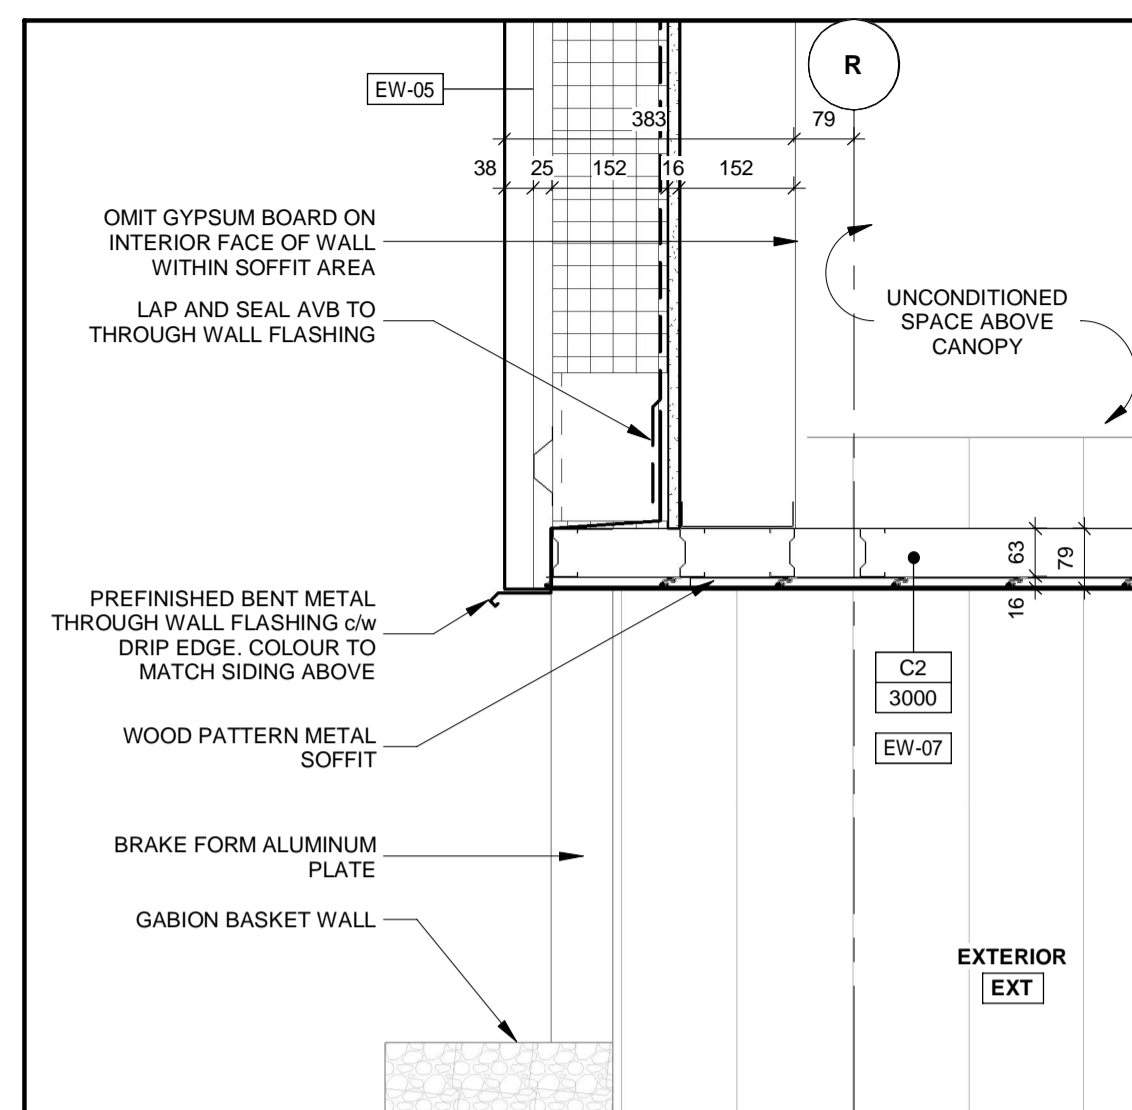 R
EW-05
383
79
38
25
152
16
152
OMIT GYPSUM BOARD ON
INTERIOR FACE OF WALL
WITHIN SOFFIT AREA
LAP AND SEAL AVB TO
THROUGH WALL FLASHING
UNCONDITIONED
SPACE ABOVE
CANOPY
63
79
16
PREFINISHED BENT METAL
THROUGH WALL FLASHING c/w
DRIP EDGE. COLOUR TO
MATCH SIDING ABOVE
C2
3000
EW-07
WOOD PATTERN METAL
SOFFIT
BRAKE FORM ALUMINUM
PLATE
GABION BASKET WALL
EXTERIOR
EXT